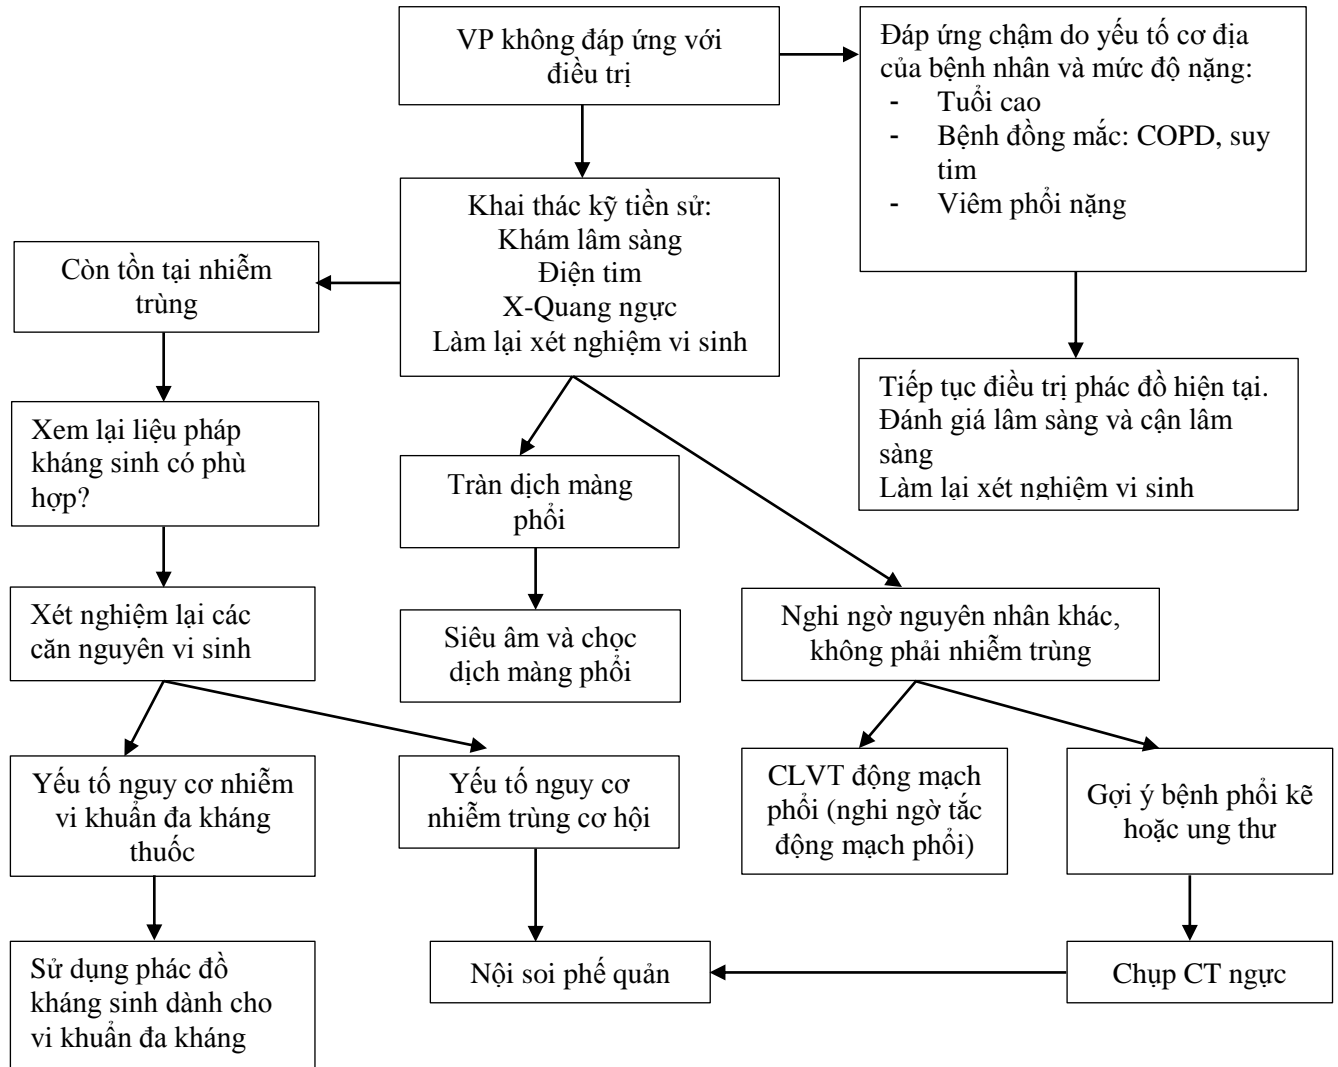 VP không đáp ứng với
điều trị
Đáp ứng chậm do yếu tố cơ địa
của bệnh nhân và mức độ nặng:
- Tuổi cao
- Bệnh đồng mắc: COPD, suy
tim
- Viêm phổi nặng
Khai thác kỹ tiền sử:
Khám lâm sàng
Điện tim
X-Quang ngực
Làm lại xét nghiệm vi sinh
Còn tồn tại nhiễm
trùng
Tiếp tục điều trị phác đồ hiện tại.
Đánh giá lâm sàng và cận lâm
sàng
Làm lại xét nghiệm vi sinh
Xem lại liệu pháp
kháng sinh có phù
hợp?
Tràn dịch màng
phổi
Xét nghiệm lại các
căn nguyên vi sinh
Siêu âm và chọc
dịch màng phổi
Nghi ngờ nguyên nhân khác,
không phải nhiễm trùng
Yếu tố nguy cơ nhiễm
vi khuẩn đa kháng
thuốc
Yếu tố nguy cơ
nhiễm trùng cơ hội
CLVT động mạch
phổi (nghi ngờ tắc
động mạch phổi)
Gợi ý bệnh phổi kẽ
hoặc ung thư
Sử dụng phác đồ
kháng sinh dành cho
vi khuẩn đa kháng
Nội soi phế quản
Chụp CT ngực